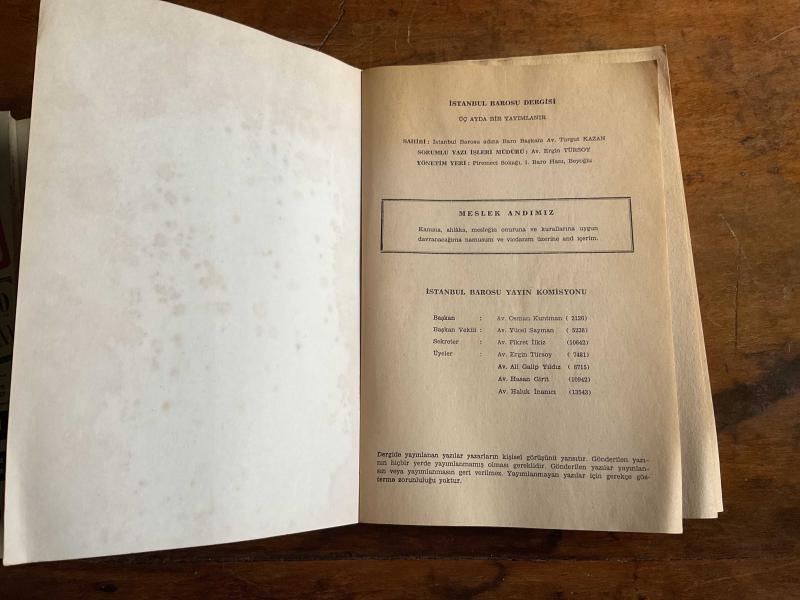 İSTANBUL BAROSU DERGİSİ
ÜÇ AYDA BİR YAYIMLANIR
SAHİBİ : İstanbul Barosu adına Baro Başkanı Av. Turgut KAZAN
SORUMLU YAZI İŞLERİ MÜDÜRÜ : Av. Ergin TÜRSOY
YÖNETİM YERİ : Piremeci Sokağı, 1. Baro Hanı, Beyoğlu
MESLEK ANDIMIZ
Kanuna, ahlâka, mesleğin onuruna ve kurallarına uygun
davranacağıma namusum ve vicdanım üzerine and içerim.
İSTANBUL BAROSU YAYIN KOMİSYONU
Başkan : Av. Osman Kuntman ( 2126)
Başkan Vekili : Av. Yücel Sayman ( 5238)
Sekreter : Av. Fikret İlkiz (10642)
Üyeler : Av. Ergin Türsoy ( 7481)
Av. Ali Galip Yıldız ( 6715)
Av. Hasan Girit (10942)
Av. Haluk İnanıcı (13543)
Dergide yayımlanan yazılar yazarların kişisel görüşünü yansıtır. Gönderilen yazı-
nın hiçbir yerde yayımlanmamış olması gereklidir. Gönderilen yazılar yayınlan-
sın veya yayımlanmasın geri verilmez. Yayımlanmayan yazılar için gerekçe gös-
terme zorunluluğu yoktur.